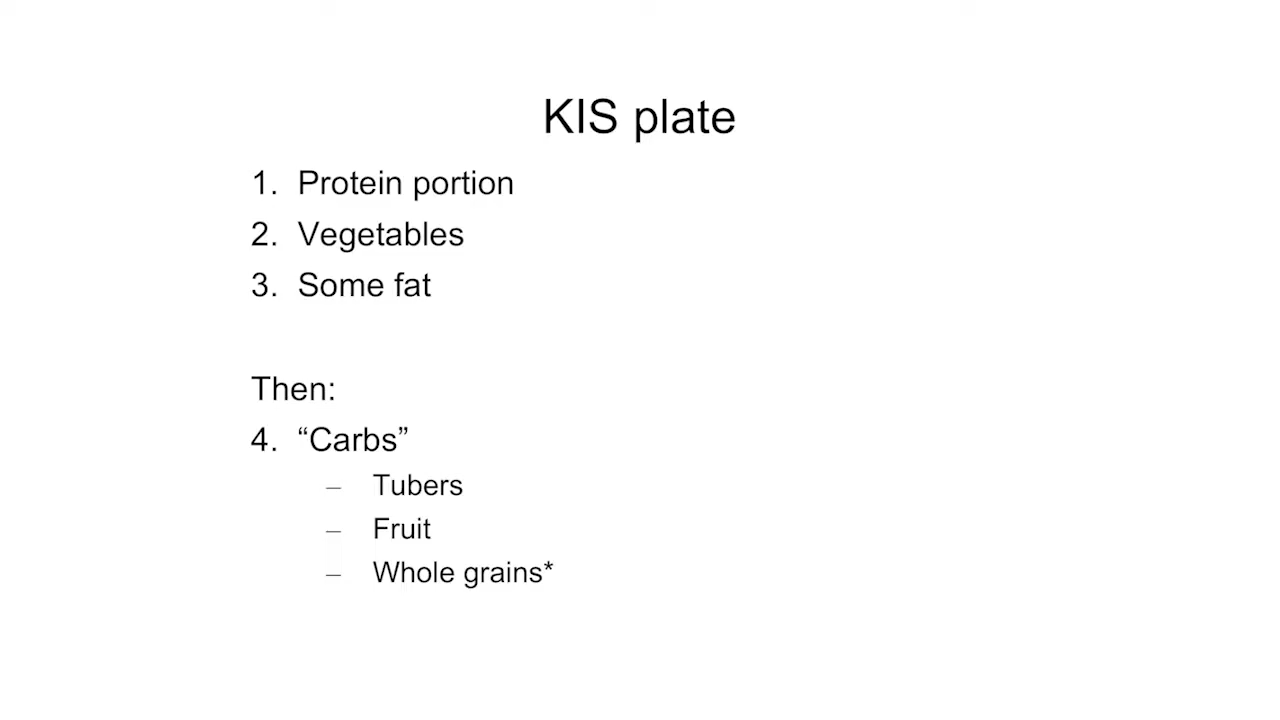 KIS plate
1. Protein portion
2. Vegetables
3. Some fat
Then:
4. “Carbs”
– Tubers
– Fruit
– Whole grains*